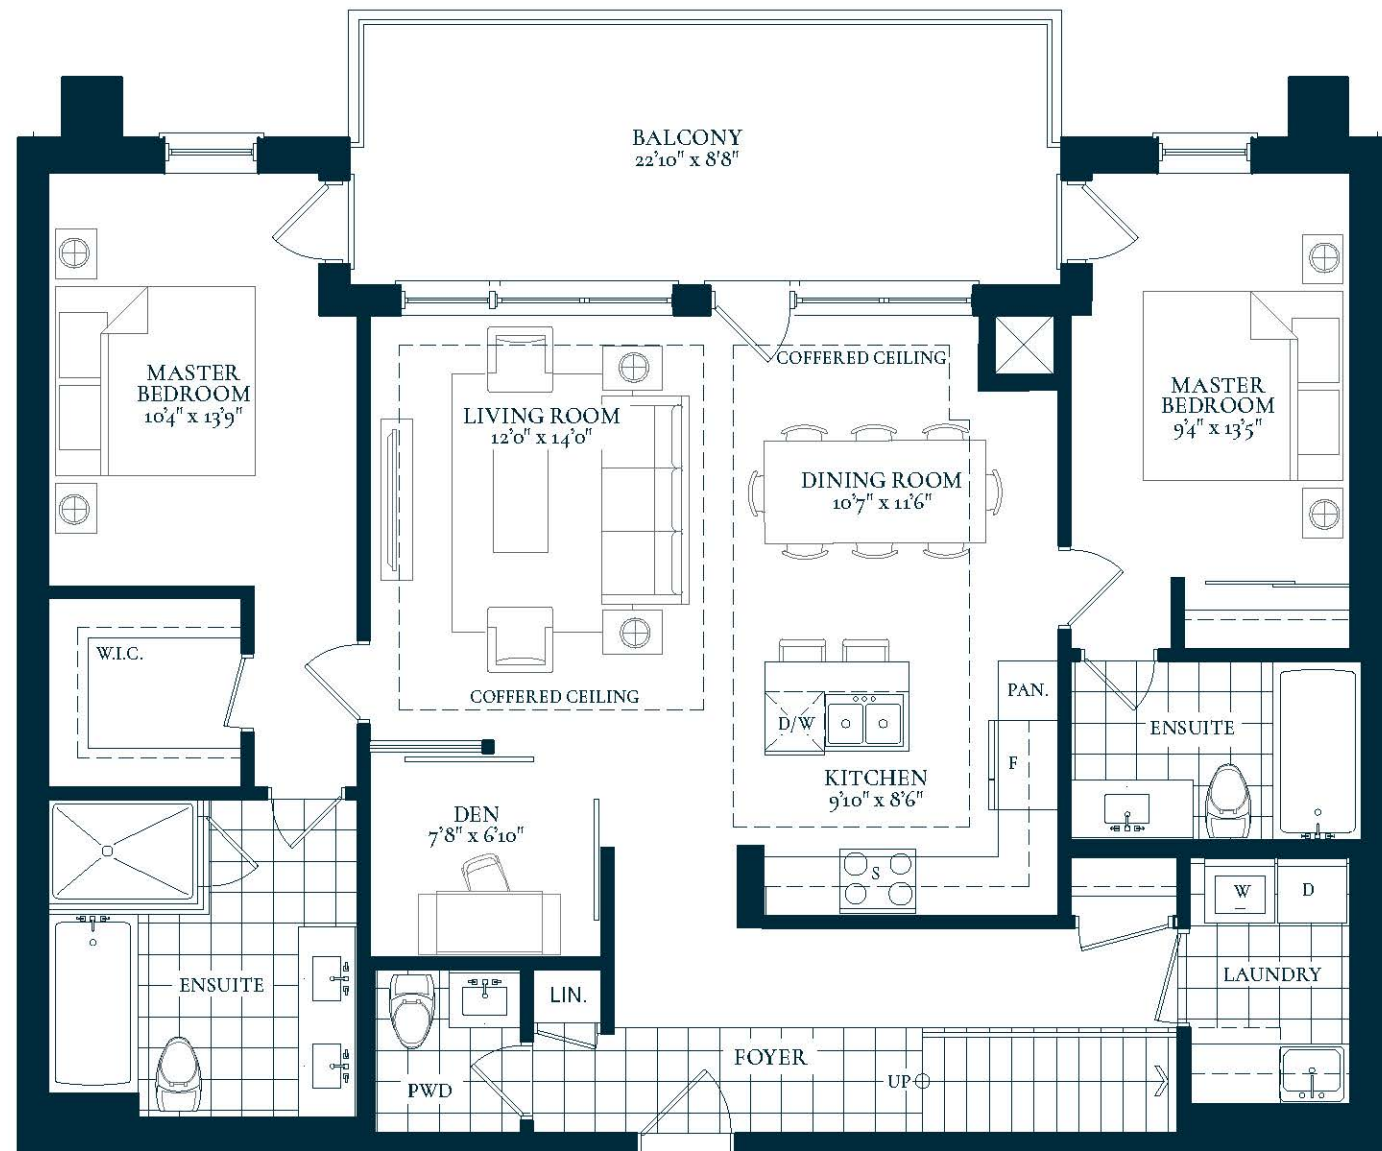 BALCONY
22'10" x 8'8"
MASTER
BEDROOM
10'4" x 13'9"
LIVING ROOM
12'0" x 14'0"
COFFERED CEILING
COFFERED CEILING
DINING ROOM
10'7" x 11'6"
MASTER
BEDROOM
9'4" x 13'5"
W.I.C.
D/W
KITCHEN
9'10" x 8'6"
PAN.
F
S
ENSUITE
DEN
7'8" x 6'10"
ENSUITE
W
D
LAUNDRY
LIN.
PWD
FOYER
UP